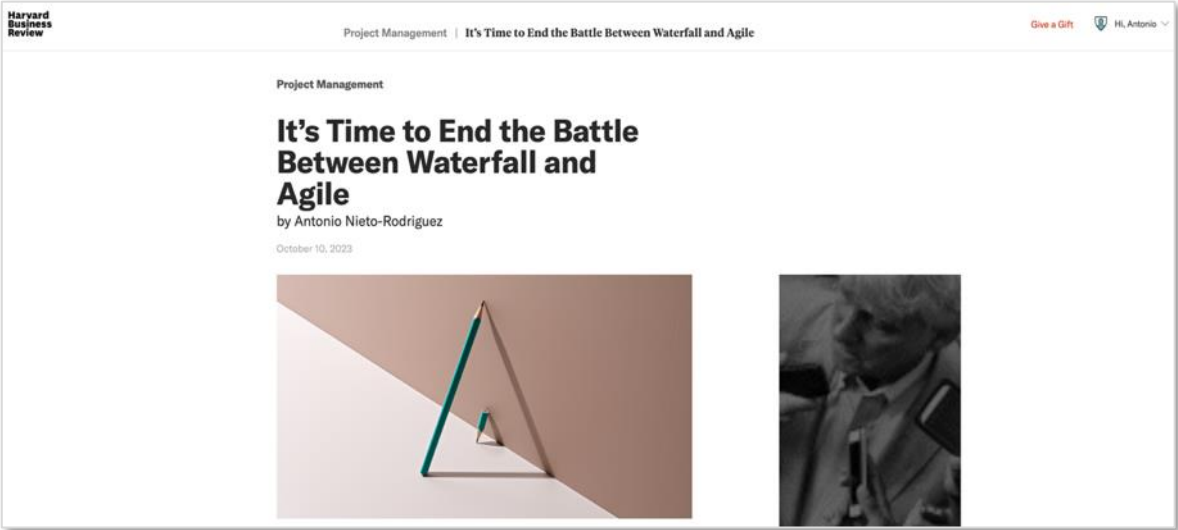 Harvard
Business
Review
Project Management | It's Time to End the Battle Between Waterfall and Agile
Give a Gift
Hi, Antonio
Project Management
It's Time to End the Battle
Between Waterfall and
Agile
by Antonio Nieto-Rodriguez
October 10, 2023